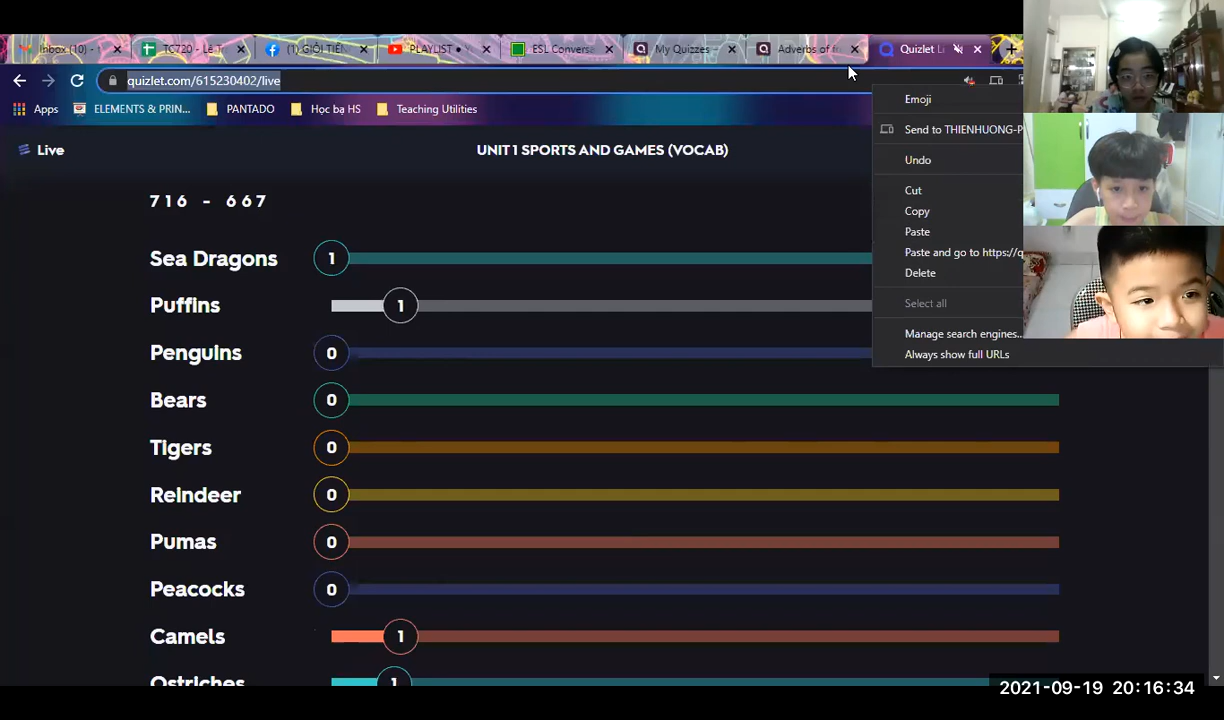 Inbox (10) -
TC720 - Lê T
(1) GIỚI TIẾN
PLAYLIST • Y
ESL Convers
My Quizzes -
Adverbs of
Quizlet L
quizlet.com/615230402/live
Apps
ELEMENTS & PRIN...
PANTADO
Học bạ HS
Teaching Utilities
Live
UNIT 1 SPORTS AND GAMES (VOCAB)
716 - 667
Sea Dragons 1
Puffins 1
Penguins 0
Bears 0
Tigers 0
Reindeer 0
Pumas 0
Peacocks 0
Camels 1
Ostriches 1
Emoji
Send to THIENHUONG-P
Undo
Cut
Copy
Paste
Paste and go to https://q
Delete
Select all
Manage search engines...
Always show full URLs
2021-09-19 20:16:34